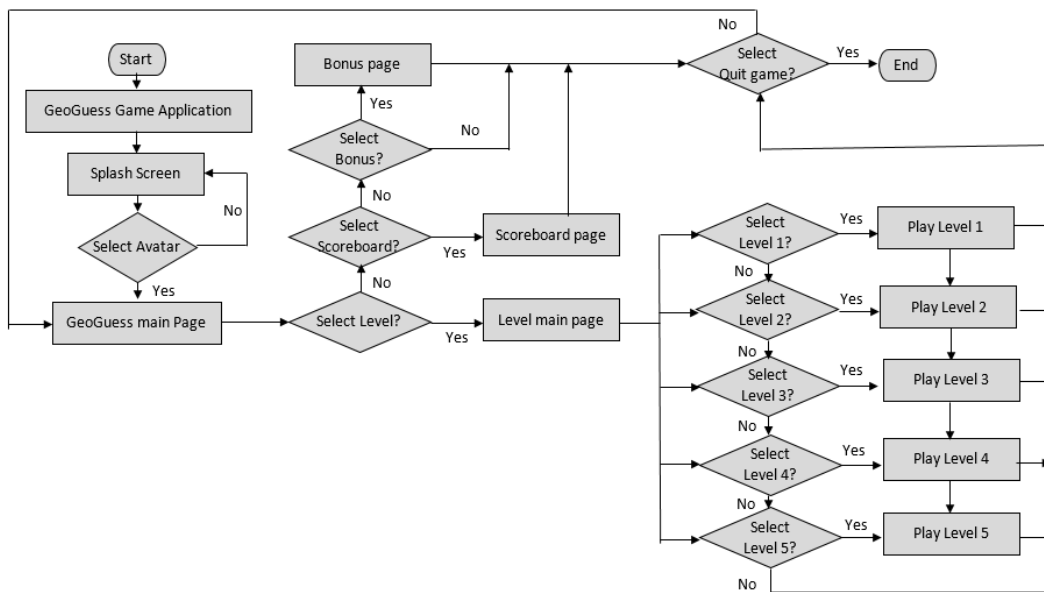 Start
GeoGuess Game Application
Splash Screen
No
Select Avatar
Yes
GeoGuess main Page
Select Level?
Yes
No
Select
Scoreboard?
Yes
No
Select
Bonus?
Yes
No
Bonus page
Scoreboard page
Level main page
No
Select
Quit game?
Yes
End
Select
Level 1?
Yes
Play Level 1
No
Select
Level 2?
Yes
Play Level 2
No
Select
Level 3?
Yes
Play Level 3
No
Select
Level 4?
Yes
Play Level 4
No
Select
Level 5?
Yes
Play Level 5
No